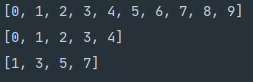 [0, 1, 2, 3, 4, 5, 6, 7, 8, 9]
[0, 1, 2, 3, 4]
[1, 3, 5, 7]